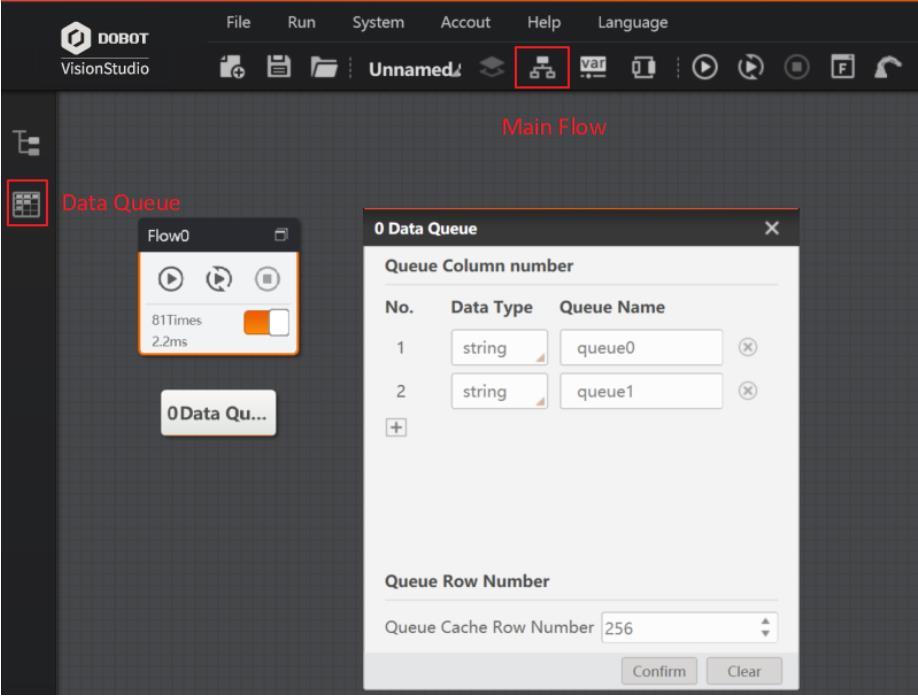 File Run System Accout Help Language
DOBOT
VisionStudio
Unnamed
var
F
Main Flow
Data Queue
Flow0
81Times
2.2ms
0Data Qu...
0 Data Queue
Queue Column number
No. Data Type Queue Name
1 string queue0
2 string queue1
Queue Row Number
Queue Cache Row Number 256
Confirm Clear